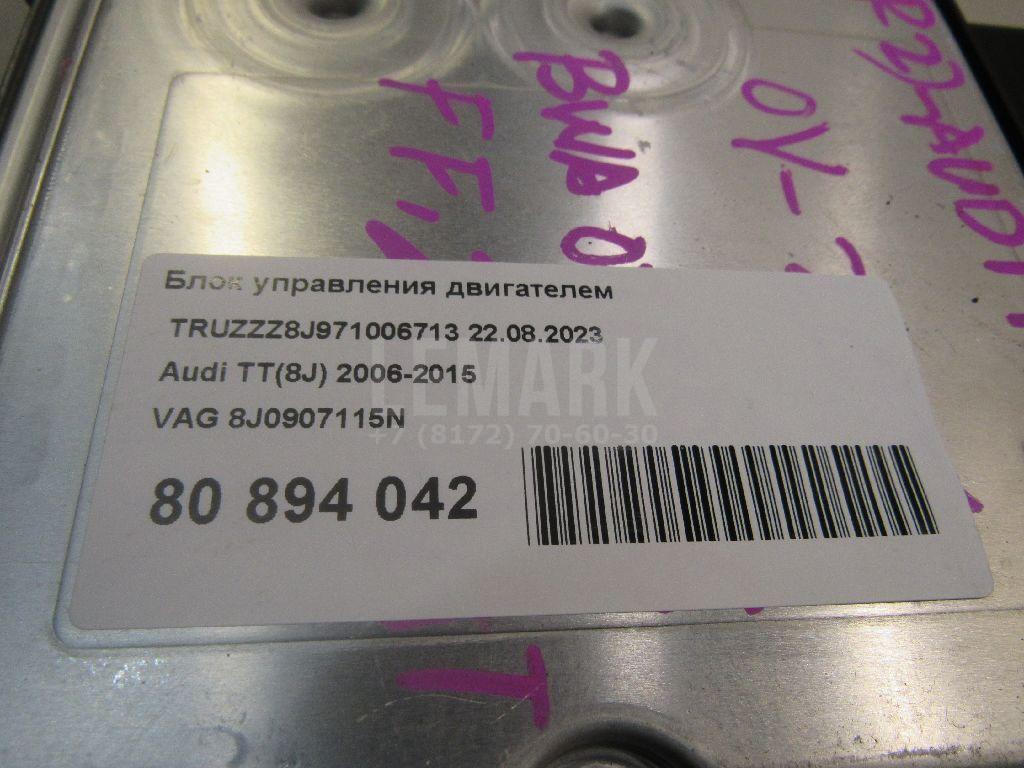 BWA
Блок управления двигателем
TRUZZZ8J971006713 22.08.2023
Audi TT(8J) 2006-2015
VAG 8J0907115N
LEMARK
+7 (8172) 70-60-30
80 894 042
T